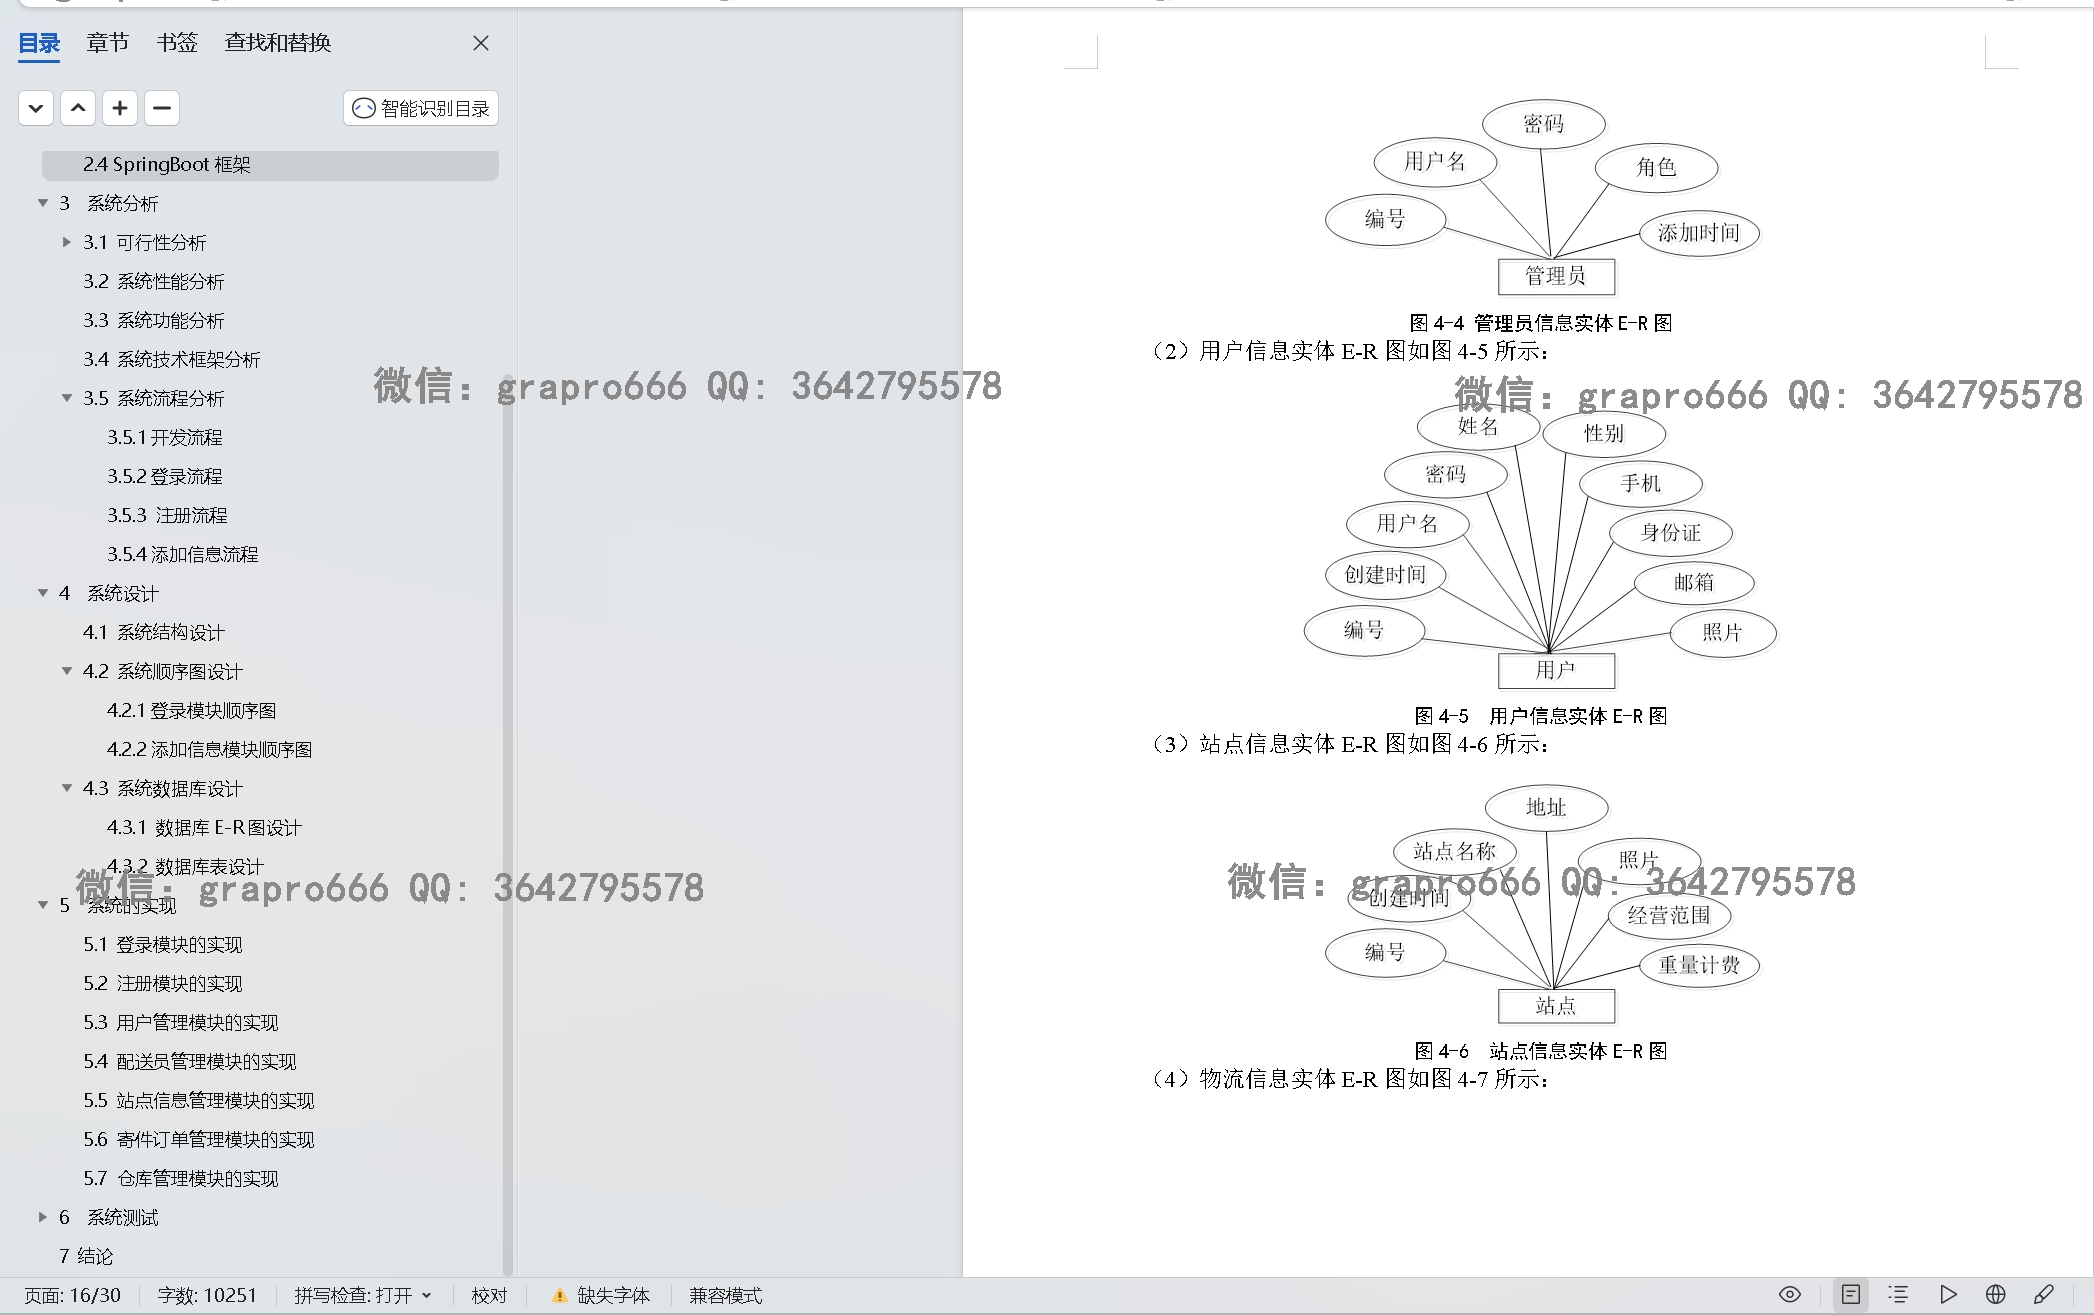 目录 章节 书签 查找和替换
智能识别目录
2.4 SpringBoot 框架
3 系统分析
3.1 可行性分析
3.2 系统性能分析
3.3 系统功能分析
3.4 系统技术框架分析
3.5 系统流程分析
3.5.1 开发流程
3.5.2 登录流程
3.5.3 注册流程
3.5.4 添加信息流程
4 系统设计
4.1 系统结构设计
4.2 系统顺序图设计
4.2.1 登录模块顺序图
4.2.2 添加信息模块顺序图
4.3 系统数据库设计
4.3.1 数据库 E-R 图设计
4.3.2 数据库表设计
5 系统的实现
5.1 登录模块的实现
5.2 注册模块的实现
5.3 用户管理模块的实现
5.4 配送员管理模块的实现
5.5 站点信息管理模块的实现
5.6 寄件订单管理模块的实现
5.7 仓库管理模块的实现
6 系统测试
7 结论
微信：grapro666 QQ：3642795578
微信：grapro666 QQ：3642795578
密码
用户名
角色
编号
添加时间
管理员
图 4-4 管理员信息实体 E-R 图
（2）用户信息实体 E-R 图如图 4-5 所示：
微信：grapro666 QQ：3642795578
姓名
性别
密码
手机
用户名
身份证
创建时间
邮箱
编号
照片
用户
图 4-5 用户信息实体 E-R 图
（3）站点信息实体 E-R 图如图 4-6 所示：
地址
站点名称
照片
微信：grapro666 QQ：3642795578
创建时间
经营范围
编号
重量计费
站点
图 4-6 站点信息实体 E-R 图
（4）物流信息实体 E-R 图如图 4-7 所示：
页面: 16/30 字数: 10251 拼写检查: 打开 校对 缺失字体 兼容模式